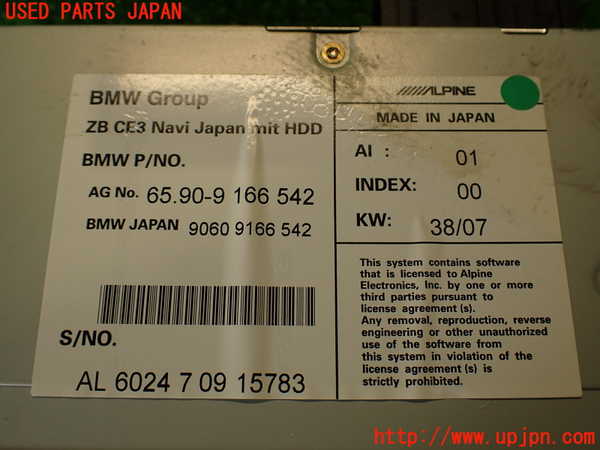 USED PARTS JAPAN
BMW Group
ZB CE3 Navi Japan mit HDD
BMW P/NO.
AG No. 65.90-9 166 542
BMW JAPAN 9060 9166 542
S/NO.
AL 6024 7 09 15783
ALPINE
MADE IN JAPAN
AI : 01
INDEX: 00
KW: 38/07
This system contains software
that is licensed to Alpine
Electronics, Inc. by one or more
third parties pursuant to
license agreement (s).
Any removal, reproduction, reverse
engineering or other unauthorized
use of the software from
this system in violation of the
license agreement (s) is
strictly prohibited.
http://www.upjpn.com/